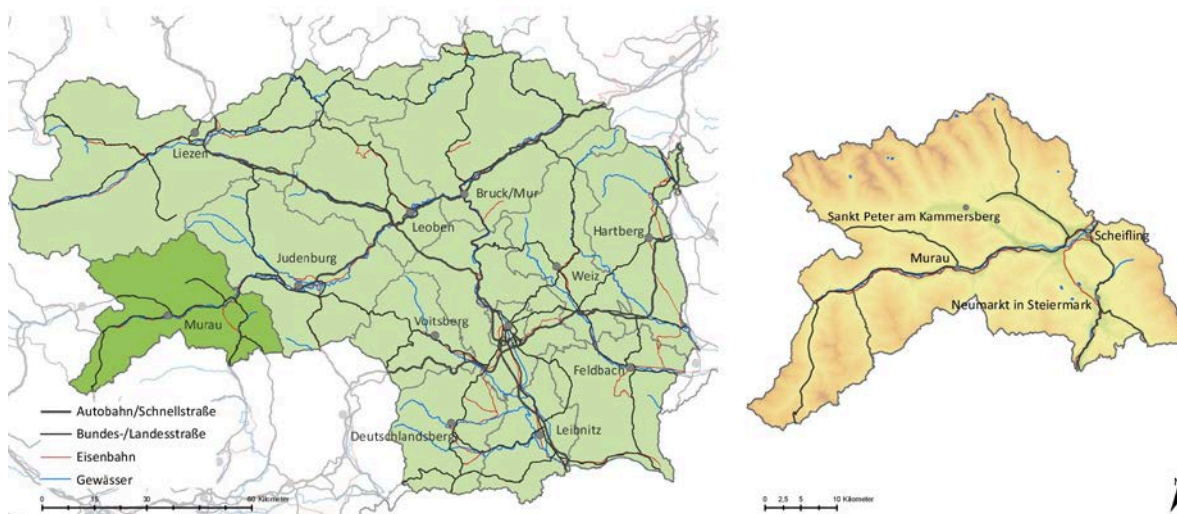 Liezen
Bruck/Mur
Leoben
Hartberg
Judenburg
Weiz
Murau
Voitsberg
Feldbach
Deutschlandsberg
Leibnitz
Autobahn/Schnellstraße
Bundes-/Landesstraße
Eisenbahn
Gewässer
0 15 30 60 Kilometer
Sankt Peter am Kammersberg
Scheifling
Murau
Neumarkt in Steiermark
0 2,5 5 10 Kilometer
N